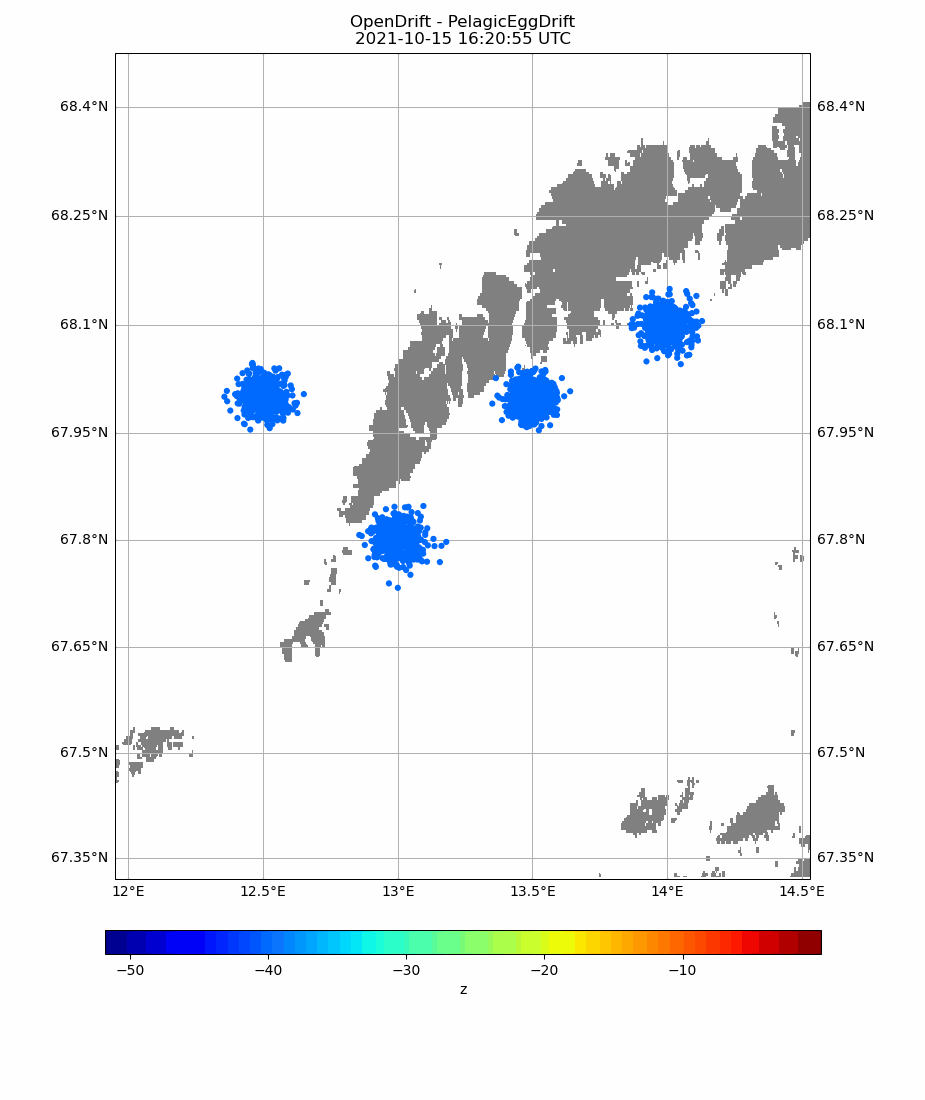 OpenDrift - PelagicEggDrift
2021-10-15 16:20:55 UTC
68.4°N 68.4°N
68.25°N 68.25°N
68.1°N 68.1°N
67.95°N 67.95°N
67.8°N 67.8°N
67.65°N 67.65°N
67.5°N 67.5°N
67.35°N 67.35°N
12°E 12.5°E 13°E 13.5°E 14°E 14.5°E
−50 −40 −30 −20 −10
z